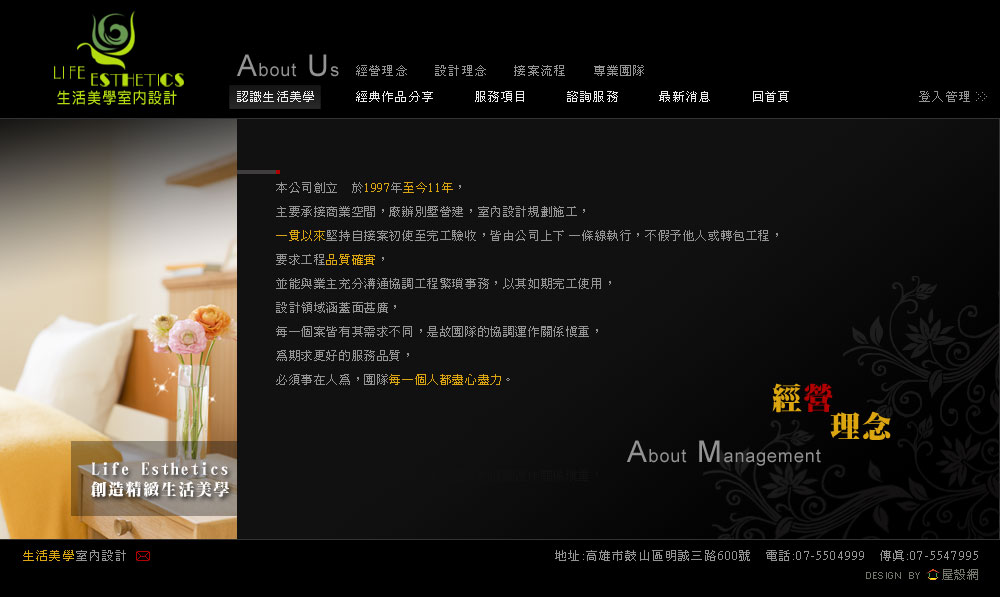 LIFE ESTHETICS
生活美學室內設計
About Us 經營理念 設計理念 接案流程 專業團隊
認識生活美學 經典作品分享 服務項目 諮詢服務 最新消息 回首頁 登入管理
本公司創立 於1997年至今11年，
主要承接商業空間，廠辦別墅營建，室內設計規劃施工，
一貫以來堅持自接案初使至完工驗收，皆由公司上下 一條線執行，不假予他人或轉包工程，
要求工程品質確實，
並能與業主充分溝通協調工程繁瑣事務，以其如期完工使用，
設計領域涵蓋面甚廣，
每一個案皆有其需求不同，是故團隊的協調運作關係慎重，
為期求更好的服務品質，
必須事在人為，團隊每一個人都盡心盡力。
經營
理念
About Management
Life Esthetics
創造精緻生活美學
生活美學室內設計
地址:高雄市鼓山區明誠三路600號 電話:07-5504999 傳真:07-5547995
DESIGN BY 屋殼網